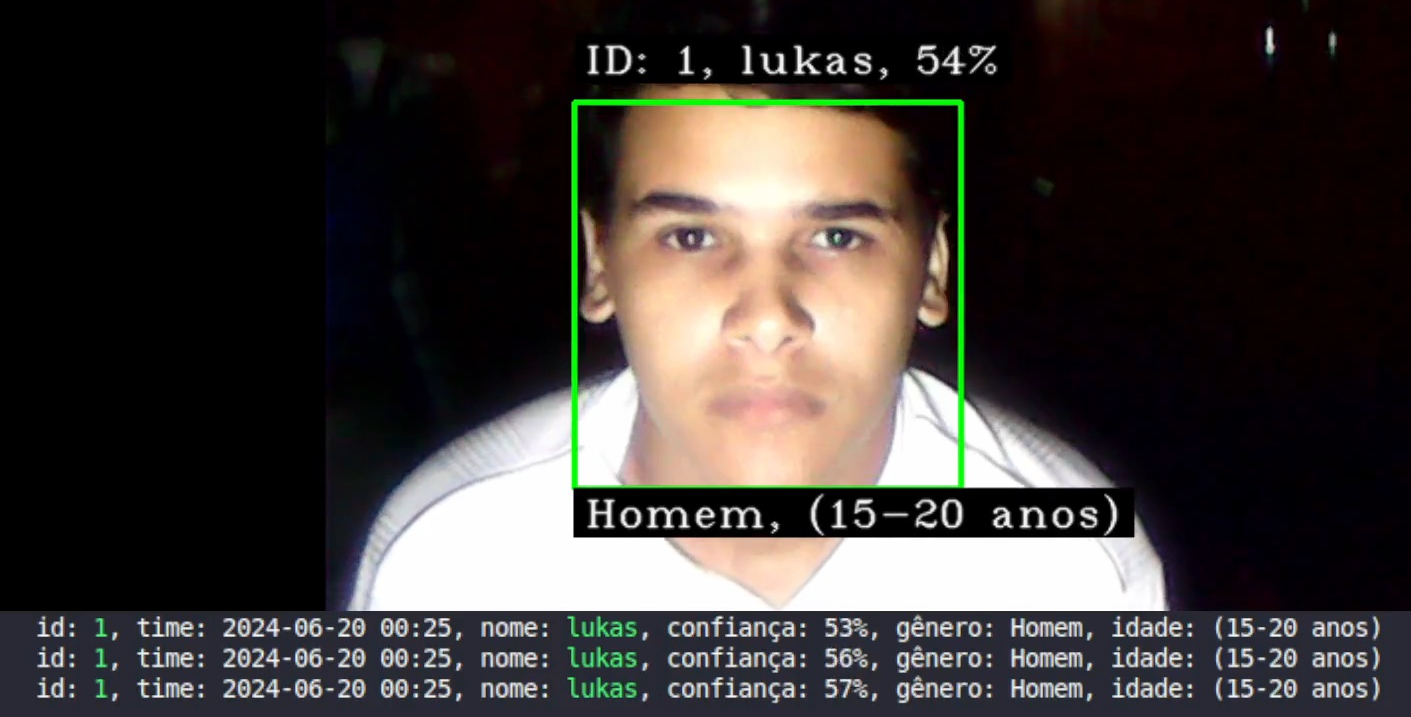 ID: 1, lukas, 54%
Homem, (15-20 anos)
id: 1, time: 2024-06-20 00:25, nome: lukas, confiança: 53%, gênero: Homem, idade: (15-20 anos)
id: 1, time: 2024-06-20 00:25, nome: lukas, confiança: 56%, gênero: Homem, idade: (15-20 anos)
id: 1, time: 2024-06-20 00:25, nome: lukas, confiança: 57%, gênero: Homem, idade: (15-20 anos)